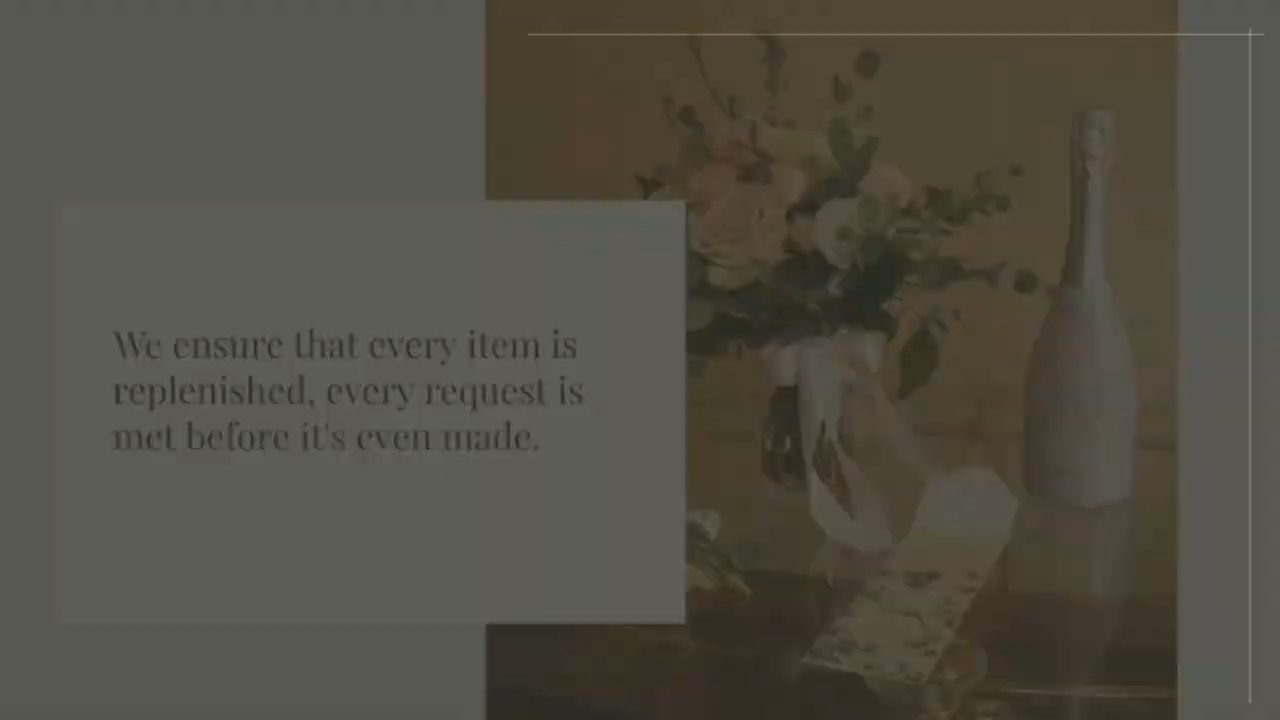 We ensure that every item is
replenished, every request is
met before it's even made.